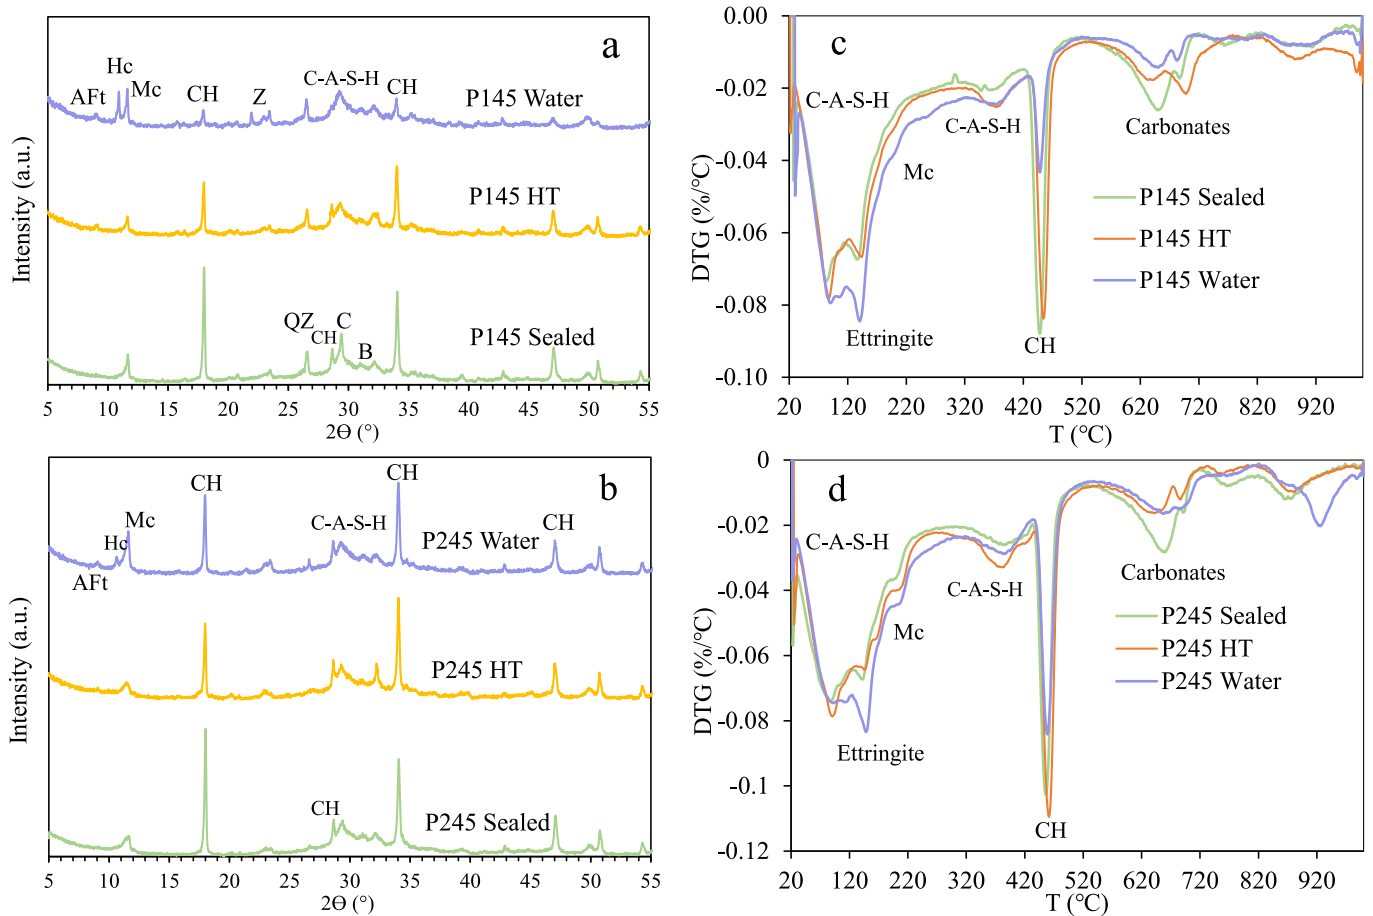 a
Hc
Mc
AFt
CH
Z
C-A-S-H
CH
P145 Water
P145 HT
QZ
CH
C
B
P145 Sealed
Intensity (a.u.)
5 10 15 20 25 30 35 40 45 50 55
2Θ (°)
c
0.00
-0.02
-0.04
-0.06
-0.08
-0.10
DTG (%/°C)
C-A-S-H
C-A-S-H
Mc
Carbonates
P145 Sealed
P145 HT
P145 Water
Ettringite
CH
20 120 220 320 420 520 620 720 820 920
T (°C)
b
CH
CH
Mc
Hc
AFt
C-A-S-H
CH
P245 Water
P245 HT
CH
P245 Sealed
Intensity (a.u.)
5 10 15 20 25 30 35 40 45 50 55
2Θ (°)
d
0
-0.02
-0.04
-0.06
-0.08
-0.1
-0.12
DTG (%/°C)
C-A-S-H
C-A-S-H
Mc
Carbonates
P245 Sealed
P245 HT
P245 Water
Ettringite
CH
20 120 220 320 420 520 620 720 820 920
T (°C)